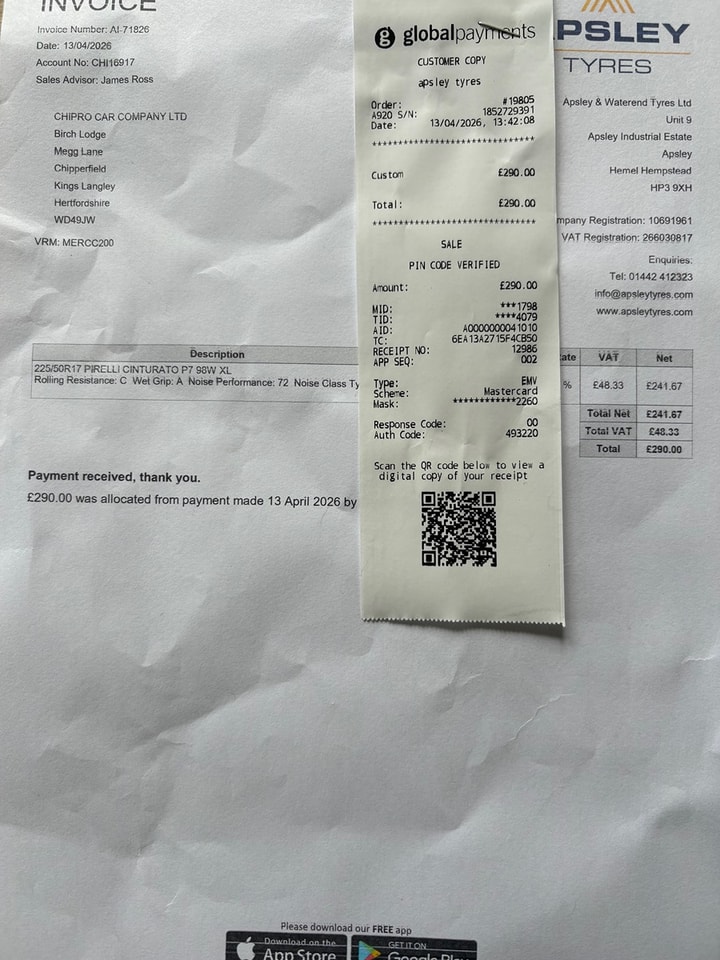 INVOICE
Invoice Number: AI-71826
Date: 13/04/2026
Account No: CHI16917
Sales Advisor: James Ross
CHIPRO CAR COMPANY LTD
Birch Lodge
Megg Lane
Chipperfield
Kings Langley
Hertfordshire
WD49JW
VRM: MERCC200
globalpayments
CUSTOMER COPY
apsley tyres
Order: #19805
A920 S/N: 1852729391
Date: 13/04/2026, 13:42:08
************************************
Custom £290.00
Total: £290.00
************************************
SALE
PIN CODE VERIFIED
Amount: £290.00
MID: ***1798
TID: ****4079
AID: A0000000041010
TC: 6EA13A2715F4CB50
RECEIPT NO: 12986
APP SEQ: 002
Type: EMV
Scheme: Mastercard
Mask: ************2260
Response Code: 00
Auth Code: 493220
Scan the QR code below to view a
digital copy of your receipt
APSLEY
TYRES
Apsley & Waterend Tyres Ltd
Unit 9
Apsley Industrial Estate
Apsley
Hemel Hempstead
HP3 9XH
mpany Registration: 10691961
VAT Registration: 266030817
Enquiries:
Tel: 01442 412323
info@apsleytyres.com
www.apsleytyres.com
Description ate VAT Net
225/50R17 PIRELLI CINTURATO P7 98W XL
Rolling Resistance: C Wet Grip: A Noise Performance: 72 Noise Class Ty % £48.33 £241.67
Total Net £241.67
Total VAT £48.33
Total £290.00
Payment received, thank you.
£290.00 was allocated from payment made 13 April 2026 by
Please download our FREE app
Download on the
App Store
GET IT ON
Google Play